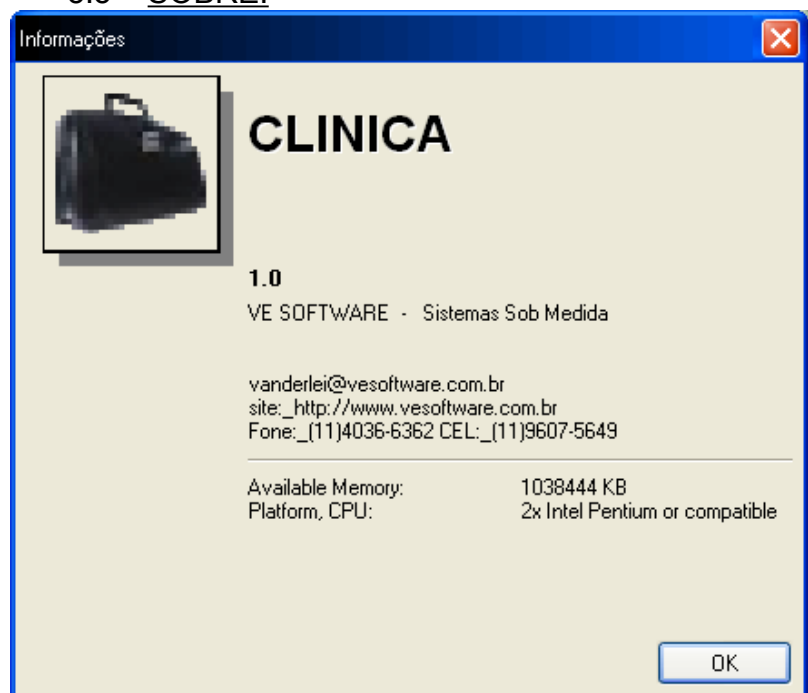 Informações
CLINICA
1.0
VE SOFTWARE - Sistemas Sob Medida
vanderlei@vesoftware.com.br
site:_http://www.vesoftware.com.br
Fone:_(11)4036-6362 CEL:_(11)9607-5649
Available Memory: 1038444 KB
Platform, CPU: 2x Intel Pentium or compatible
OK